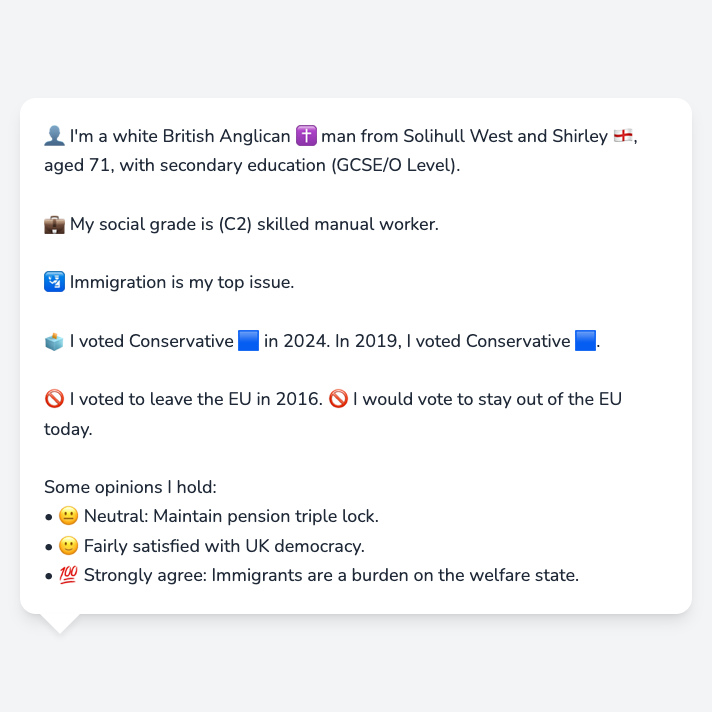 👤 I'm a white British Anglican ✝️ man from Solihull West and Shirley 🏴󠁧󠁢󠁥󠁮󠁧󠁿,
aged 71, with secondary education (GCSE/O Level).
💼 My social grade is (C2) skilled manual worker.
🛂 Immigration is my top issue.
🗳️ I voted Conservative 🟦 in 2024. In 2019, I voted Conservative 🟦.
🚫 I voted to leave the EU in 2016. 🚫 I would vote to stay out of the EU
today.
Some opinions I hold:
• 😐 Neutral: Maintain pension triple lock.
• 🙂 Fairly satisfied with UK democracy.
• 💯 Strongly agree: Immigrants are a burden on the welfare state.